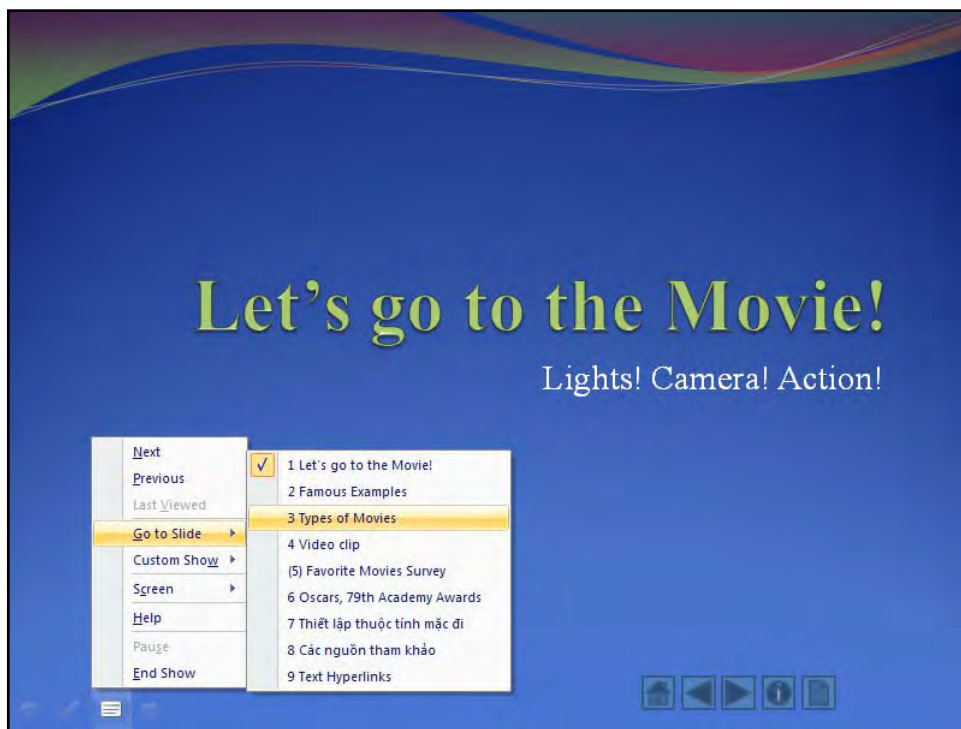 Let's go to the Movie!
Lights! Camera! Action!
Next
Previous
Last Viewed
Go to Slide
Custom Show
Screen
Help
Pause
End Show
1 Let's go to the Movie!
2 Famous Examples
3 Types of Movies
4 Video clip
(5) Favorite Movies Survey
6 Oscars, 79th Academy Awards
7 Thiết lập thuộc tính mặc đi
8 Các nguồn tham khảo
9 Text Hyperlinks